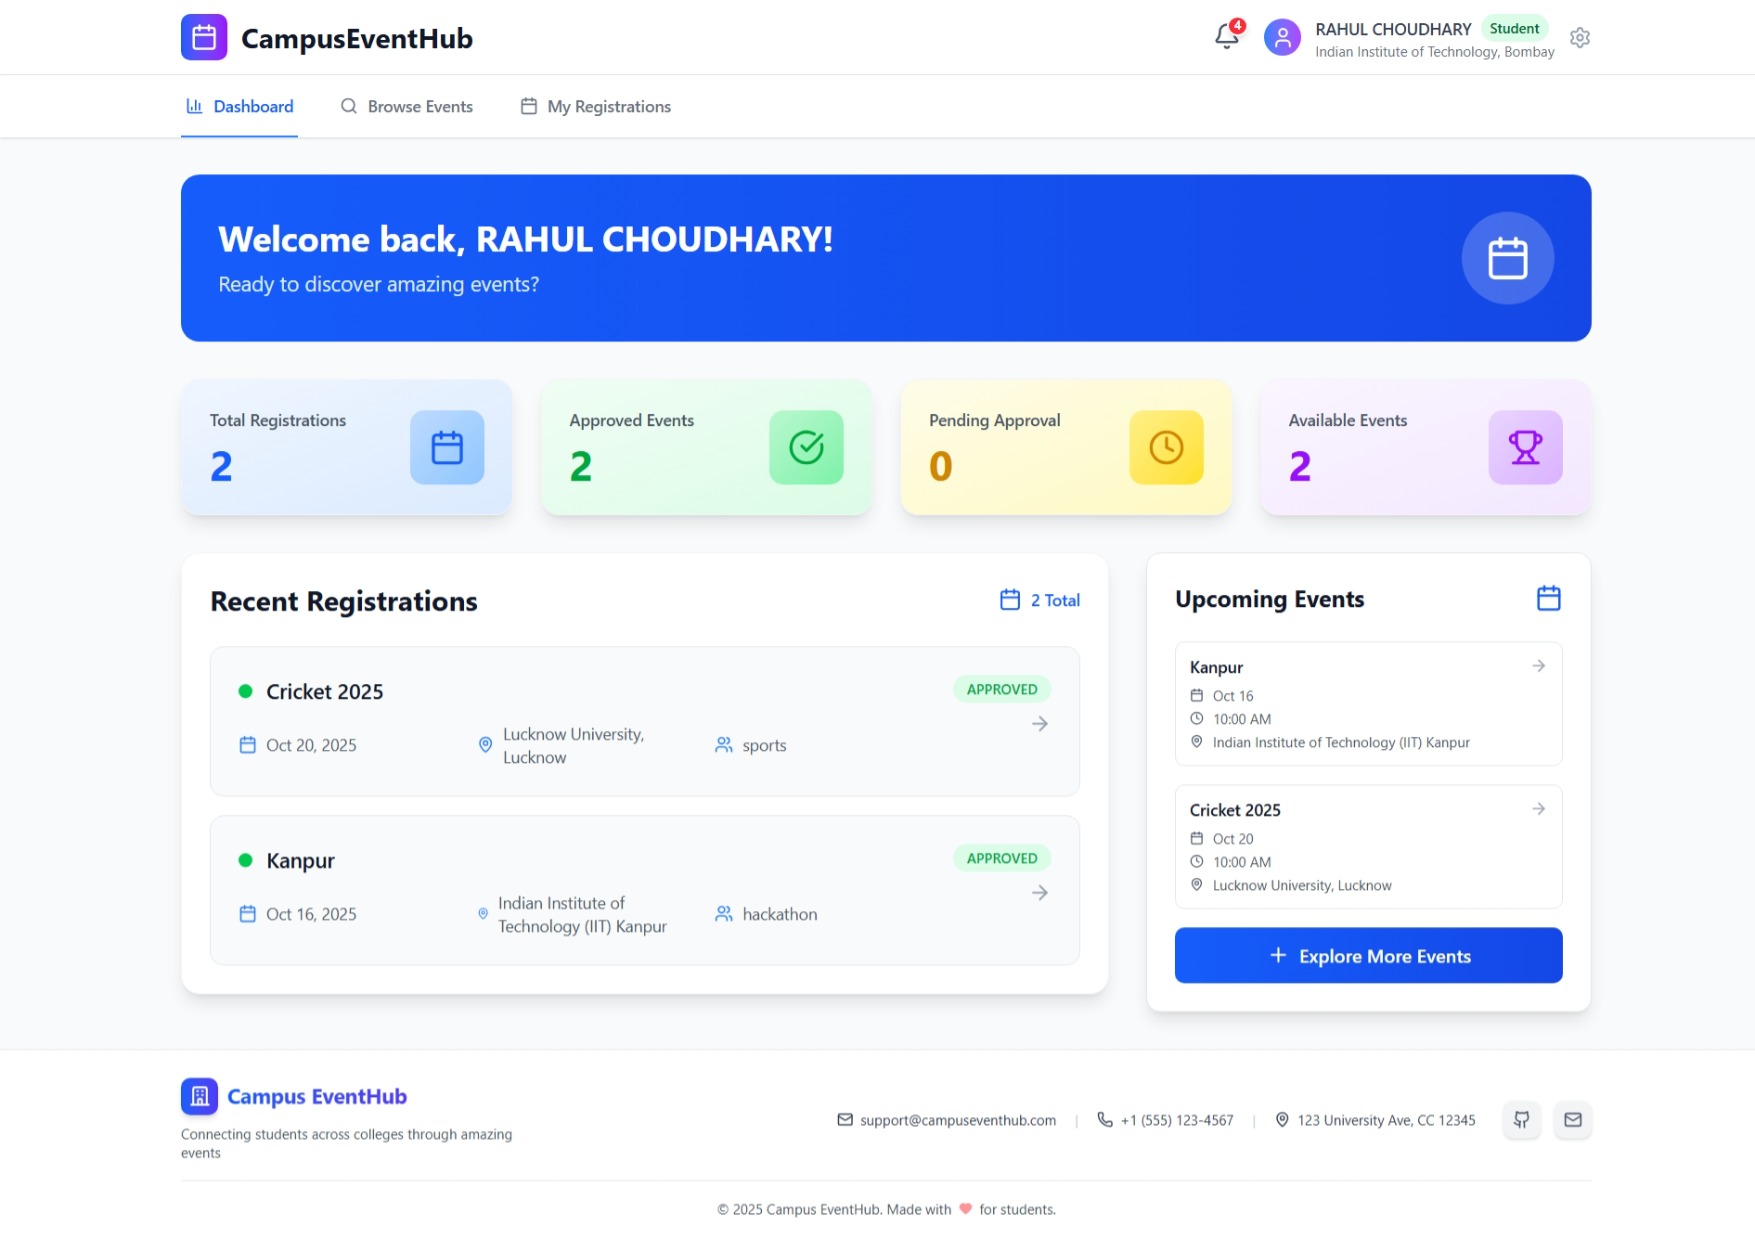 CampusEventHub
4
RAHUL CHOUDHARY Student
Indian Institute of Technology, Bombay
Dashboard
Browse Events
My Registrations
Welcome back, RAHUL CHOUDHARY!
Ready to discover amazing events?
Total Registrations
2
Approved Events
2
Pending Approval
0
Available Events
2
Recent Registrations
2 Total
Cricket 2025
APPROVED
Oct 20, 2025
Lucknow University,
Lucknow
sports
Kanpur
APPROVED
Oct 16, 2025
Indian Institute of
Technology (IIT) Kanpur
hackathon
Upcoming Events
Kanpur
Oct 16
10:00 AM
Indian Institute of Technology (IIT) Kanpur
Cricket 2025
Oct 20
10:00 AM
Lucknow University, Lucknow
+ Explore More Events
Campus EventHub
Connecting students across colleges through amazing
events
support@campuseventhub.com | +1 (555) 123-4567 | 123 University Ave, CC 12345
© 2025 Campus EventHub. Made with ❤ for students.